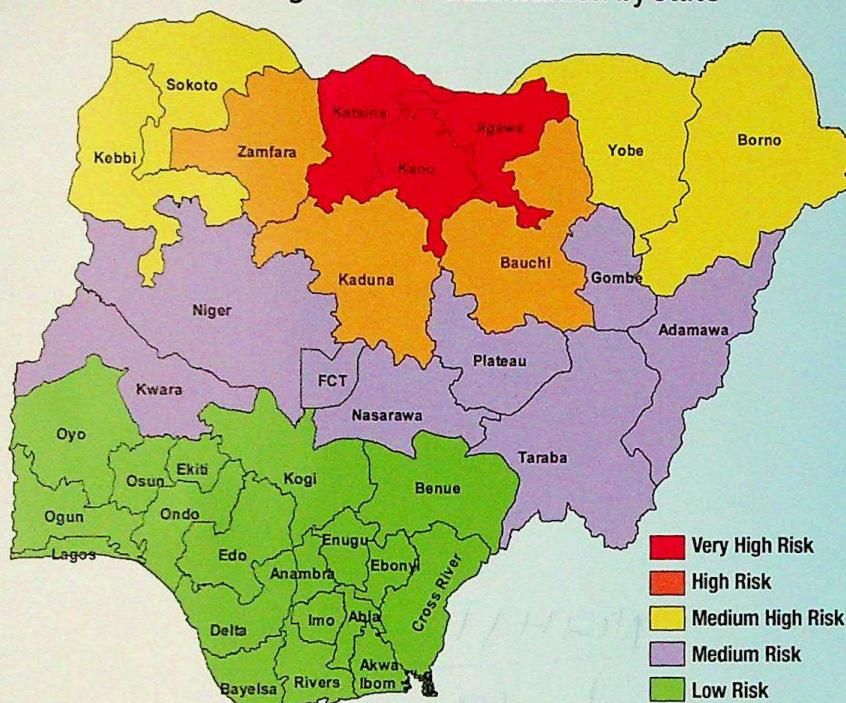 by state
Sokoto
Katsina
Jigawa
Kebbi
Zamfara
Kano
Yobe
Borno
Kaduna
Bauchi
Gombe
Niger
Adamawa
FCT
Plateau
Kwara
Nasarawa
Oyo
Taraba
Osun
Ekiti
Kogi
Benue
Ogun
Ondo
Lagos
Edo
Enugu
Anambra
Ebonyi
Cross River
Imo
Abia
Delta
Akwa
Ibom
Bayelsa
Rivers
Very High Risk
High Risk
Medium High Risk
Medium Risk
Low Risk